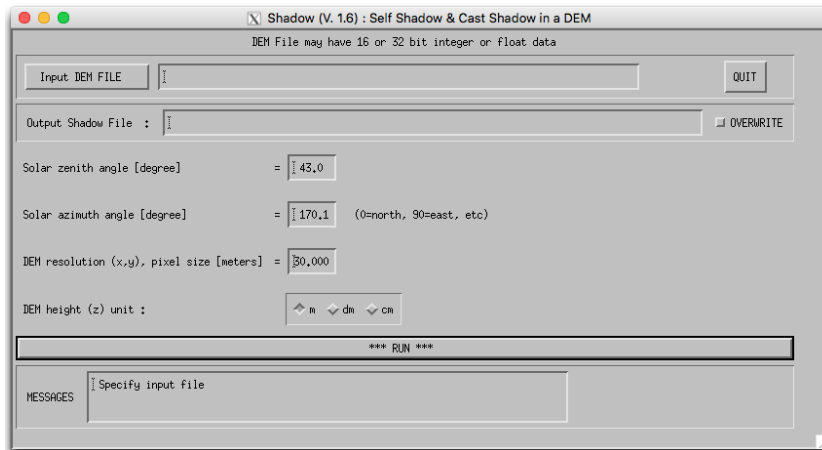 X Shadow (V. 1.6) : Self Shadow & Cast Shadow in a DEM
DEM File may have 16 or 32 bit integer or float data
Input DEM FILE QUIT
Output Shadow File : OVERWRITE
Solar zenith angle [degree] = 43.0
Solar azimuth angle [degree] = 170.1 (0=north, 90=east, etc)
DEM resolution (x,y), pixel size [meters] = 30.000
DEM height (z) unit : m dm cm
*** RUN ***
MESSAGES Specify input file